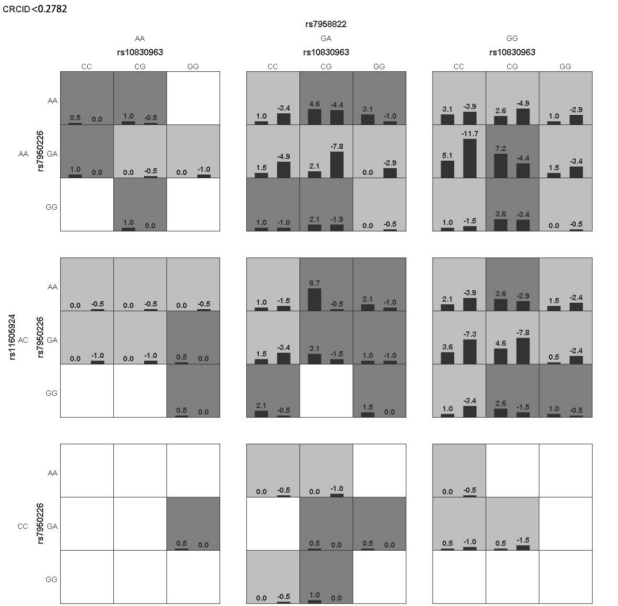 CRCID <0.2782
rs7958822
AA GA GG
rs10830963 rs10830963 rs10830963
CC CG GG CC CG GG CC CG GG
AA
0.5 0.0 1.0 -0.5 1.0 -3.4 4.6 -4.4 3.1 -1.0 3.1 -3.9 2.6 -4.9 1.0 -2.9
AA rs7950226 GA
1.0 0.0 0.0 -0.5 0.0 -1.0 1.5 -4.9 2.1 -7.8 0.0 -2.9 5.1 -11.7 7.2 -4.4 1.5 -3.4
GG
1.0 0.0 1.0 -1.0 2.1 -1.9 0.0 -0.5 1.0 -1.5 3.6 -3.4 0.0 -0.5
AA
0.0 -0.5 0.0 -0.5 0.0 -0.5 1.0 -1.5 6.7 -0.5 2.1 -1.0 2.1 -3.9 3.6 -2.9 1.5 -2.4
rs11605924 AC rs7950226 GA
0.0 -1.0 0.0 -1.0 0.5 0.0 1.5 -3.4 3.1 -1.5 1.0 -1.0 3.6 -7.3 4.6 -7.8 0.5 -2.4
GG
0.5 0.0 2.1 -0.5 1.5 0.0 1.0 -3.4 2.6 -1.5 1.0 -0.5
AA
0.0 -0.5 0.0 -1.0 0.0 -0.5
CC rs7950226 GA
0.5 0.0 0.5 0.0 0.5 0.0 0.5 -1.0 0.5 -1.5
GG
0.0 -0.5 1.0 0.0